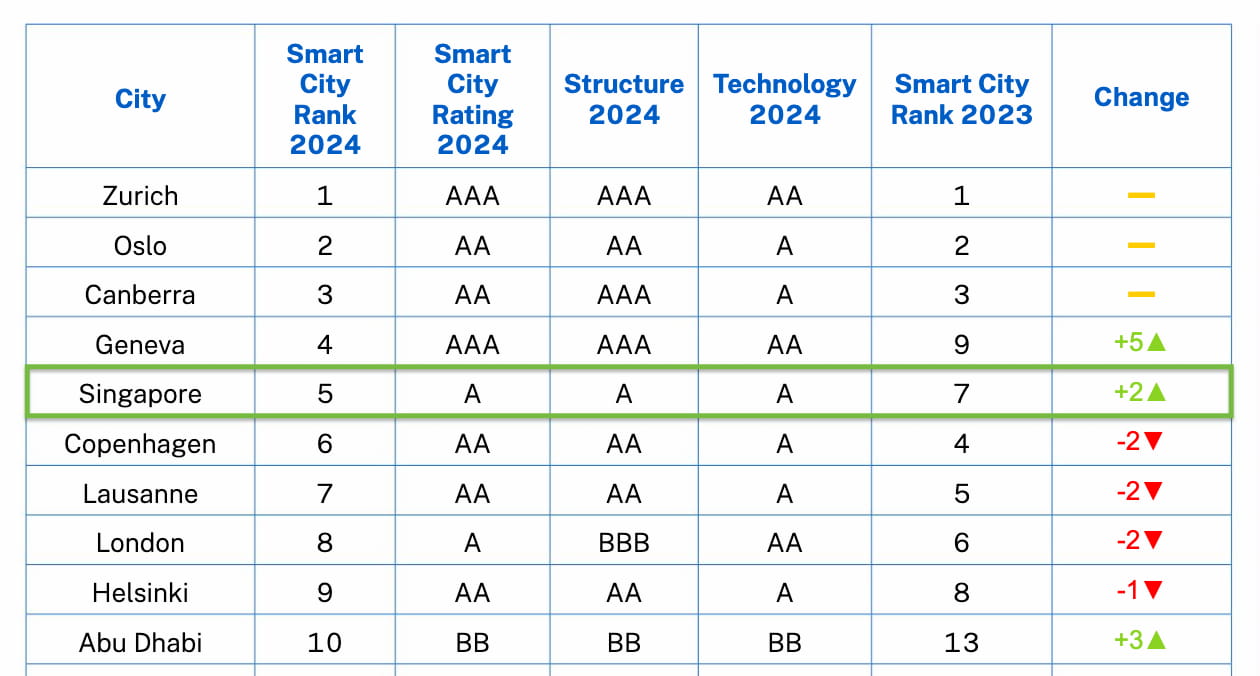 City Smart City Rank 2024 Smart City Rating 2024 Structure 2024 Technology 2024 Smart City Rank 2023 Change
Zurich 1 AAA AAA AA 1 —
Oslo 2 AA AA A 2 —
Canberra 3 AA AAA A 3 —
Geneva 4 AAA AAA AA 9 +5▲
Singapore 5 A A A 7 +2▲
Copenhagen 6 AA AA A 4 -2▼
Lausanne 7 AA AA A 5 -2▼
London 8 A BBB AA 6 -2▼
Helsinki 9 AA AA A 8 -1▼
Abu Dhabi 10 BB BB BB 13 +3▲